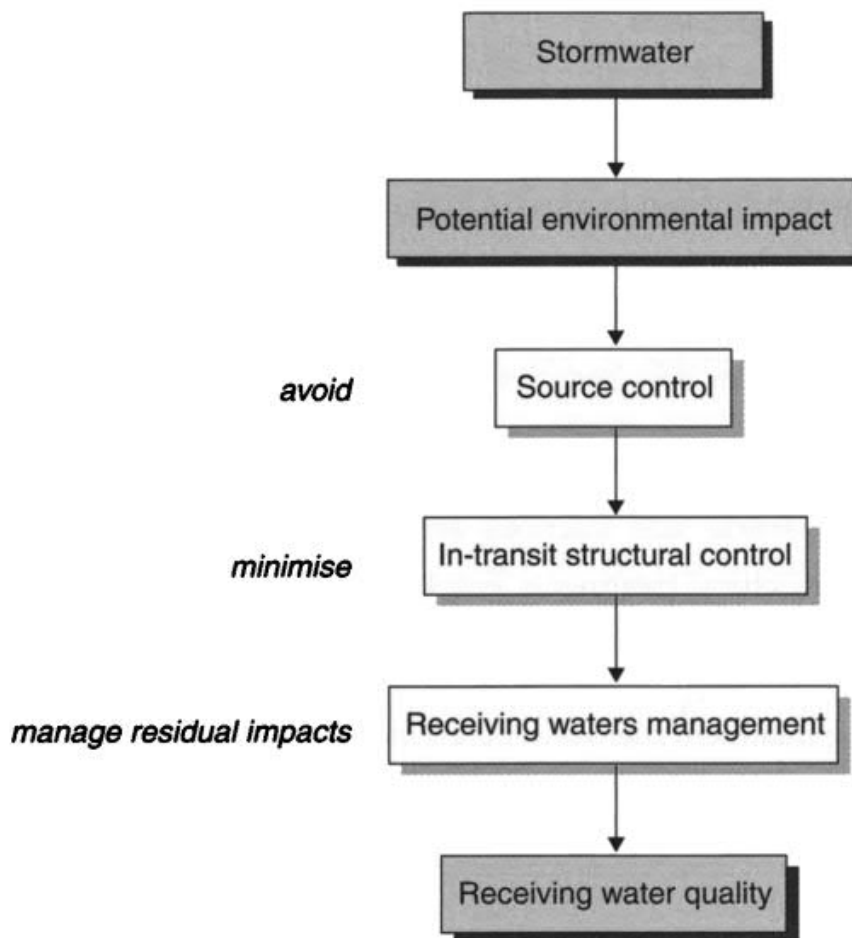 Stormwater
Potential environmental impact
avoid
Source control
minimise
In-transit structural control
manage residual impacts
Receiving waters management
Receiving water quality